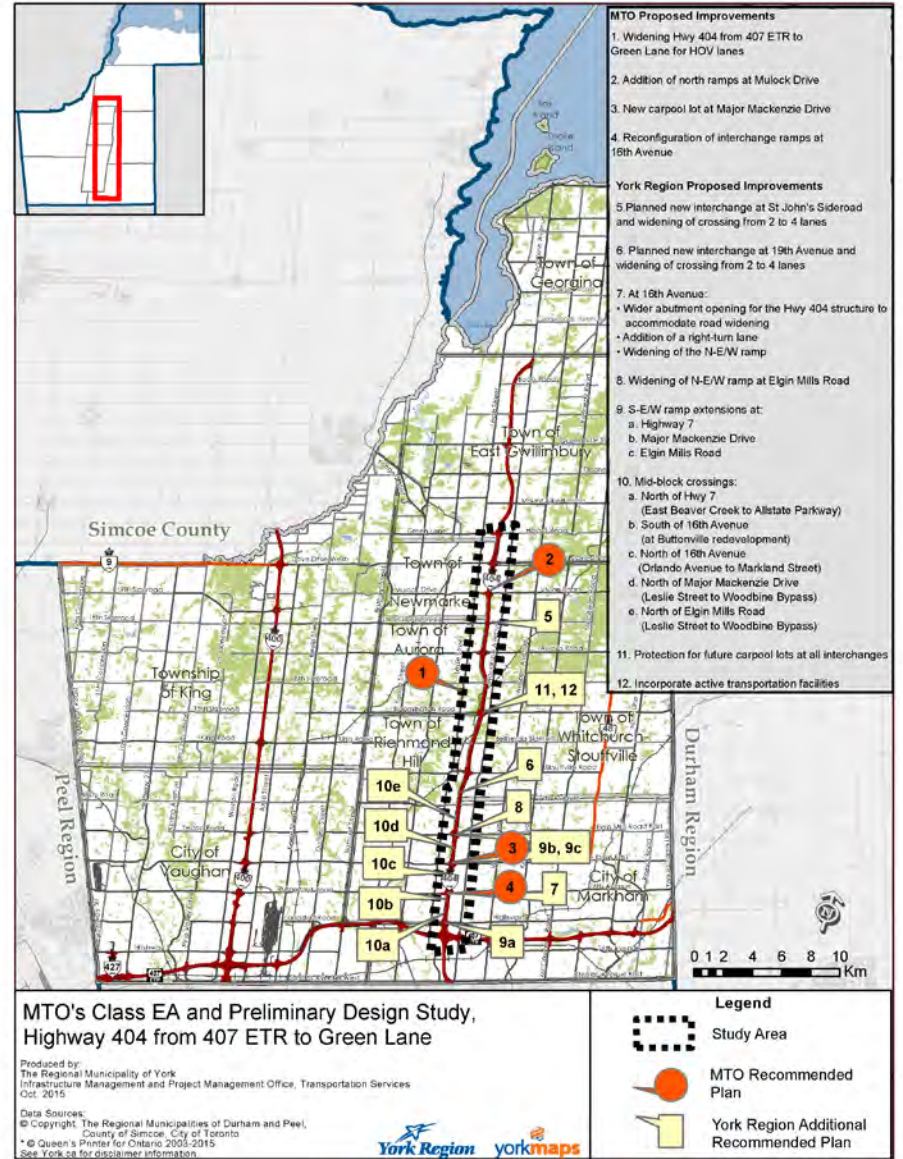 MTO Proposed Improvements
1. Widening Hwy 404 from 407 ETR to
Green Lane for HOV lanes
2. Addition of north ramps at Mulock Drive
3. New carpool lot at Major Mackenzie Drive
4. Reconfiguration of interchange ramps at
16th Avenue
York Region Proposed Improvements
5.Planned new interchange at St John's Sideroad
and widening of crossing from 2 to 4 lanes
6. Planned new interchange at 19th Avenue and
widening of crossing from 2 to 4 lanes
7. At 16th Avenue:
• Wider abutment opening for the Hwy 404 structure to
accommodate road widening
• Addition of a right-turn lane
• Widening of the N-E/W ramp
8. Widening of N-E/W ramp at Elgin Mills Road
9. S-E/W ramp extensions at:
a. Highway 7
b. Major Mackenzie Drive
c. Elgin Mills Road
10. Mid-block crossings:
a. North of Hwy 7
(East Beaver Creek to Allstate Parkway)
b. South of 16th Avenue
(at Buttonville redevelopment)
c. North of 16th Avenue
(Orlando Avenue to Markland Street)
d. North of Major Mackenzie Drive
(Leslie Street to Woodbine Bypass)
e. North of Elgin Mills Road
(Leslie Street to Woodbine Bypass)
11. Protection for future carpool lots at all interchanges
12. Incorporate active transportation facilities
Town of
Georgina
Town of
East Gwillimbury
Simcoe County
9
Town of
Newmarket
2
404
5
Town of
Aurora
1
400
Township
of King
11, 12
Town of
Richmond
Hill
Town of
Whitchurch-
Stouffville
48
Peel Region
Durham Region
6
10e
8
10d
3
9b, 9c
City of
Vaughan
10c
404
400
4
7
City of
Markham
10b
10a
9a
427
0 1 2 4 6 8 10
Km
MTO's Class EA and Preliminary Design Study,
Highway 404 from 407 ETR to Green Lane
Produced by:
The Regional Municipality of York
Infrastructure Management and Project Management Office, Transportation Services
Oct. 2015
Data Sources:
© Copyright, The Regional Municipalities of Durham and Peel,
County of Simcoe, City of Toronto
* © Queen's Printer for Ontario 2003-2015
See York.ca for disclaimer information.
York Region
yorkmaps
Legend
Study Area
MTO Recommended
Plan
York Region Additional
Recommended Plan